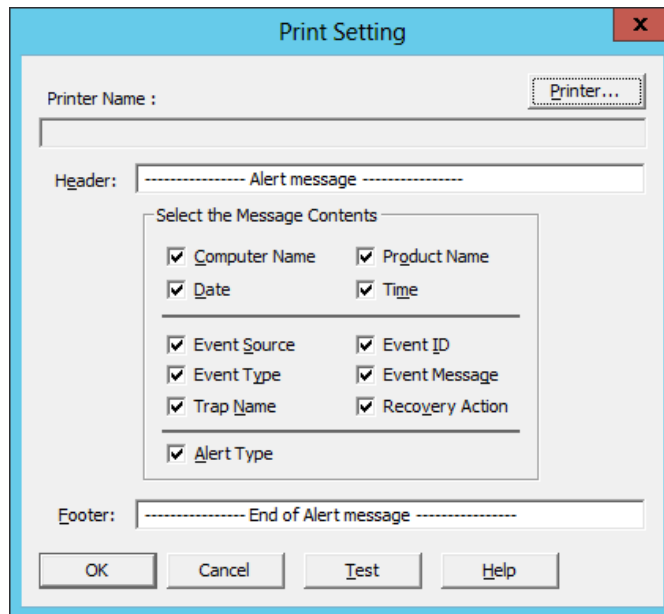 Print Setting
x
Printer Name :
Printer...
Header: ---------------- Alert message ----------------
Select the Message Contents
Computer Name Product Name
Date Time
Event Source Event ID
Event Type Event Message
Trap Name Recovery Action
Alert Type
Footer: ---------------- End of Alert message ----------------
OK Cancel Test Help